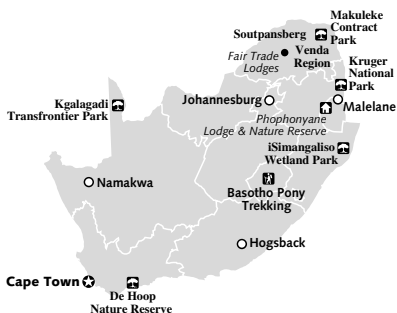 Makuleke
Contract
Park
Soutpansberg
Venda
Region
Fair Trade
Lodges
Kruger
National
Park
Kgalagadi
Transfrontier Park
Johannesburg
Malelane
Phophonyane
Lodge & Nature Reserve
iSimangaliso
Wetland Park
Namakwa
Basotho Pony
Trekking
Hogsback
Cape Town
De Hoop
Nature Reserve